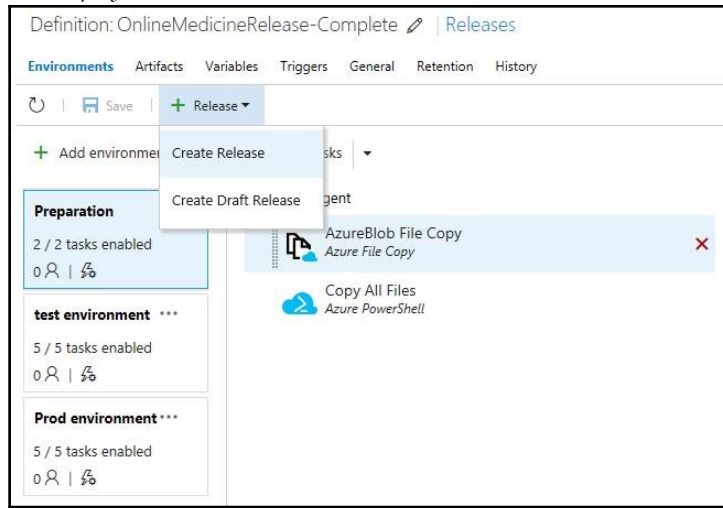 Definition: OnlineMedicineRelease-Complete | Releases
Environments Artifacts Variables Triggers General Retention History
Save | + Release
+ Add environme
Create Release
sks
Create Draft Release
gent
Preparation
2 / 2 tasks enabled
0 |
AzureBlob File Copy
Azure File Copy
Copy All Files
Azure PowerShell
test environment ...
5 / 5 tasks enabled
0 |
Prod environment ...
5 / 5 tasks enabled
0 |